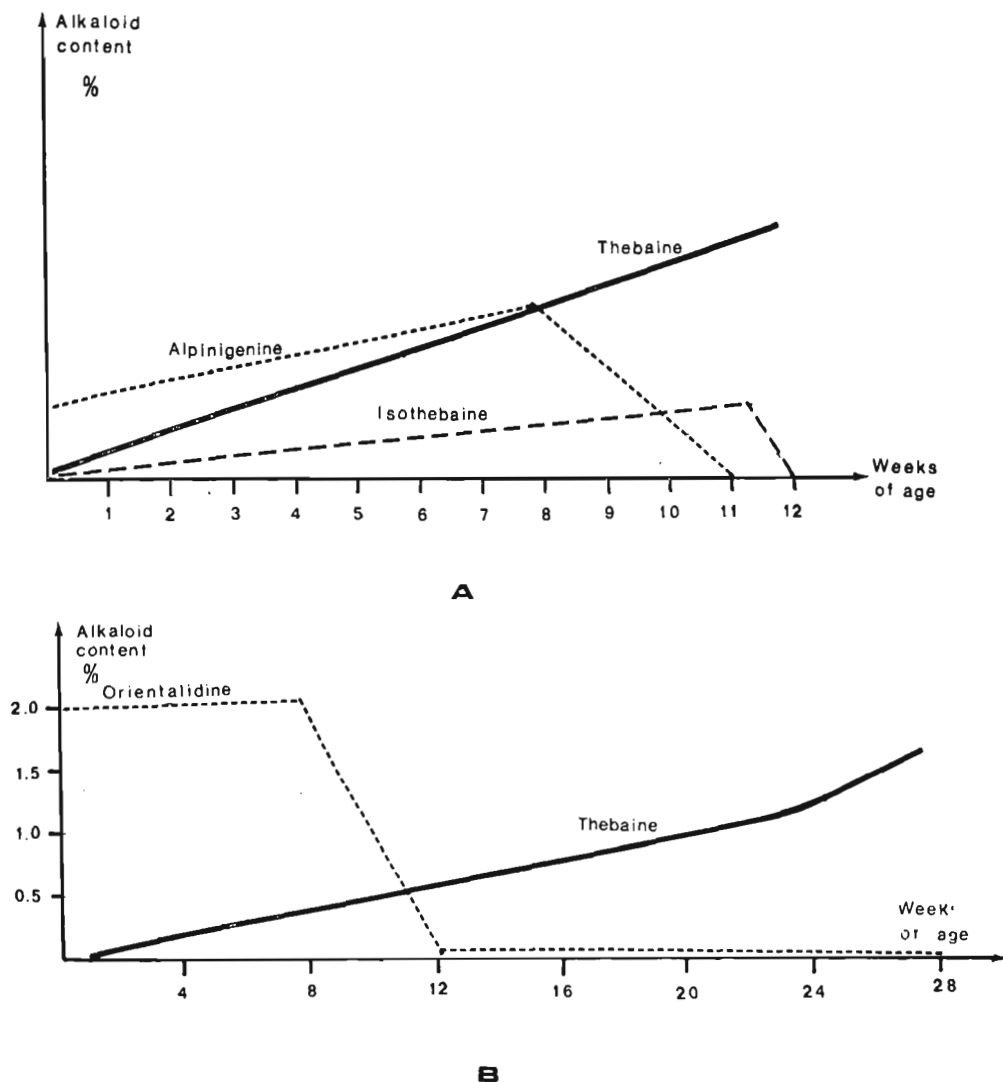 Alkaloid
content
%
Thebaine
Alpinigenine
Isothebaine
Weeks
of age
1 2 3 4 5 6 7 8 9 10 11 12
A
Alkaloid
content
%
Orientalidine
2.0
1.5
1.0
Thebaine
0.5
Week
of age
4 8 12 16 20 24 28
B